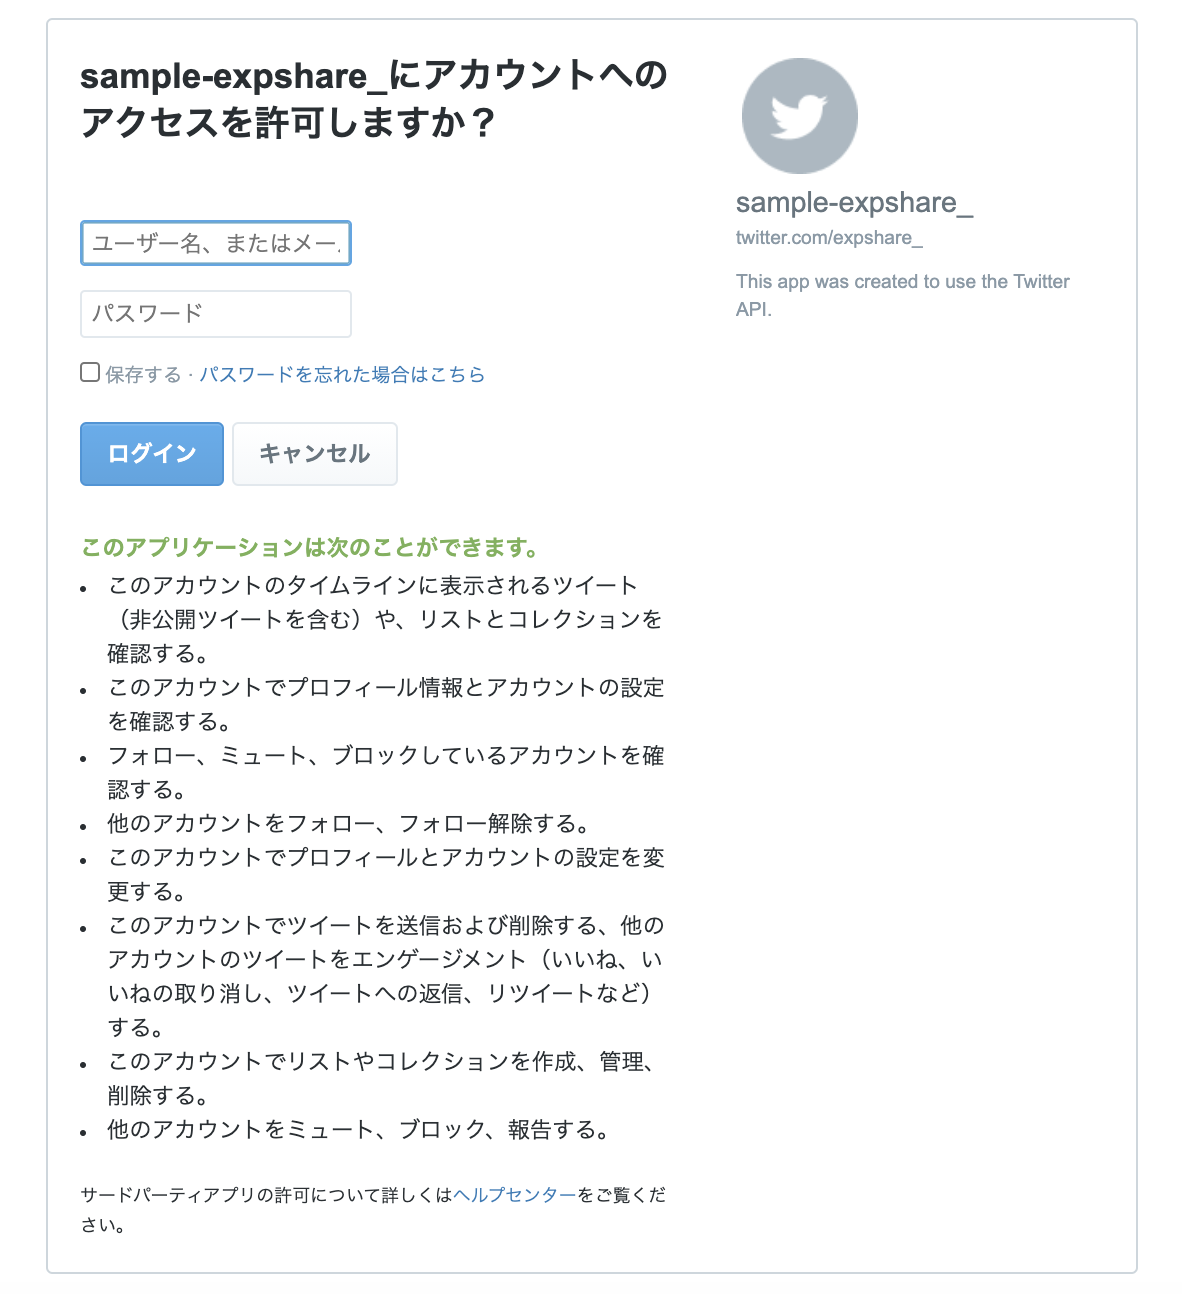 sample-expshare_にアカウントへの
アクセスを許可しますか？
ユーザー名、またはメー
パスワード
保存する · パスワードを忘れた場合はこちら
ログイン キャンセル
このアプリケーションは次のことができます。
• このアカウントのタイムラインに表示されるツイート
（非公開ツイートを含む）や、リストとコレクションを
確認する。
• このアカウントでプロフィール情報とアカウントの設定
を確認する。
• フォロー、ミュート、ブロックしているアカウントを確
認する。
• 他のアカウントをフォロー、フォロー解除する。
• このアカウントでプロフィールとアカウントの設定を変
更する。
• このアカウントでツイートを送信および削除する、他の
アカウントのツイートをエンゲージメント（いいね、い
いねの取り消し、ツイートへの返信、リツイートなど）
する。
• このアカウントでリストやコレクションを作成、管理、
削除する。
• 他のアカウントをミュート、ブロック、報告する。
サードパーティアプリの許可について詳しくはヘルプセンターをご覧くだ
さい。
sample-expshare_
twitter.com/expshare_
This app was created to use the Twitter
API.